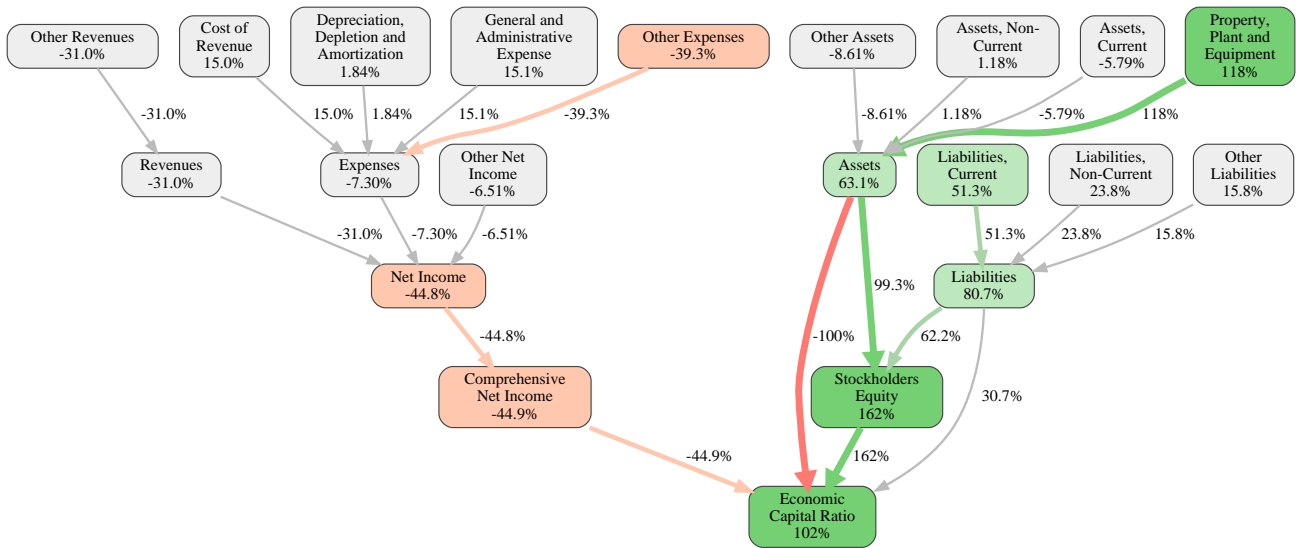 Other Revenues
-31.0%
Cost of
Revenue
15.0%
Depreciation,
Depletion and
Amortization
1.84%
General and
Administrative
Expense
15.1%
Other Expenses
-39.3%
Other Assets
-8.61%
Assets, Non-
Current
1.18%
Assets,
Current
-5.79%
Property,
Plant and
Equipment
118%
-31.0%
15.0%
1.84%
15.1%
-39.3%
-8.61%
1.18%
-5.79%
118%
Revenues
-31.0%
Expenses
-7.30%
Other Net
Income
-6.51%
Assets
63.1%
Liabilities,
Current
51.3%
Liabilities,
Non-Current
23.8%
Other
Liabilities
15.8%
-31.0%
-7.30%
-6.51%
51.3%
23.8%
15.8%
Net Income
-44.8%
99.3%
Liabilities
80.7%
-44.8%
-100%
62.2%
Comprehensive
Net Income
-44.9%
Stockholders
Equity
162%
30.7%
-44.9%
162%
Economic
Capital Ratio
102%